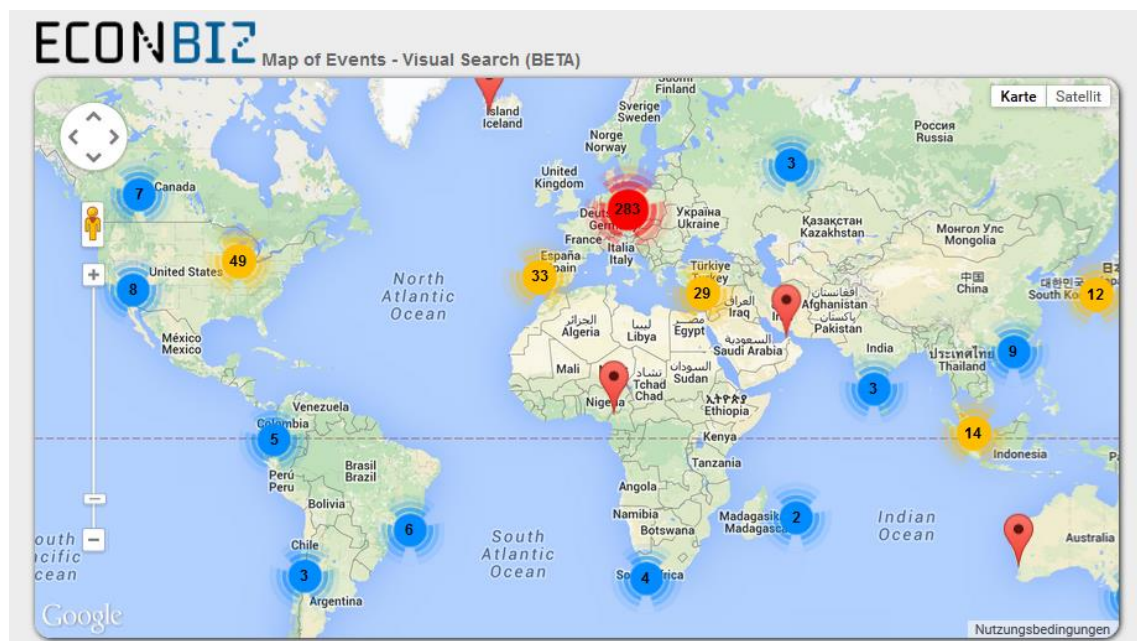 ECONBIZ Map of Events - Visual Search (BETA)
Karte Satellit
Island
Iceland
Suomi
Finland
Sverige
Sweden
Norge
Norway
Россия
Russia
United
Kingdom
3
7
Canada
283
Україна
Ukraine
France
Italia
Italy
Қазақстан
Kazakhstan
Монгол Улс
Mongolia
49
United States
8
North
Atlantic
Ocean
España
33
Türkiye
29
العراق
Iraq
افغانستان
Afghanistan
پاکستان
Pakistan
中国
China
대한민국
12
México
Mexico
الجزائر
Algeria
ليبيا
Libya
مصر
Egypt
السعودية
Saudi Arabia
India
9
ประเทศไทย
Thailand
3
Mali
تشاد
Tchad
Chad
السودان
Sudan
ኢትዮጵያ
Ethiopia
Venezuela
5
14
Indonesia
Kenya
Tanzania
Perú
Peru
Brasil
Brazil
Bolivia
Angola
Namibia
Botswana
2
Indian
Ocean
6
South
Atlantic
Ocean
Australia
Chile
3
4
Argentina
Google
Nutzungsbedingungen